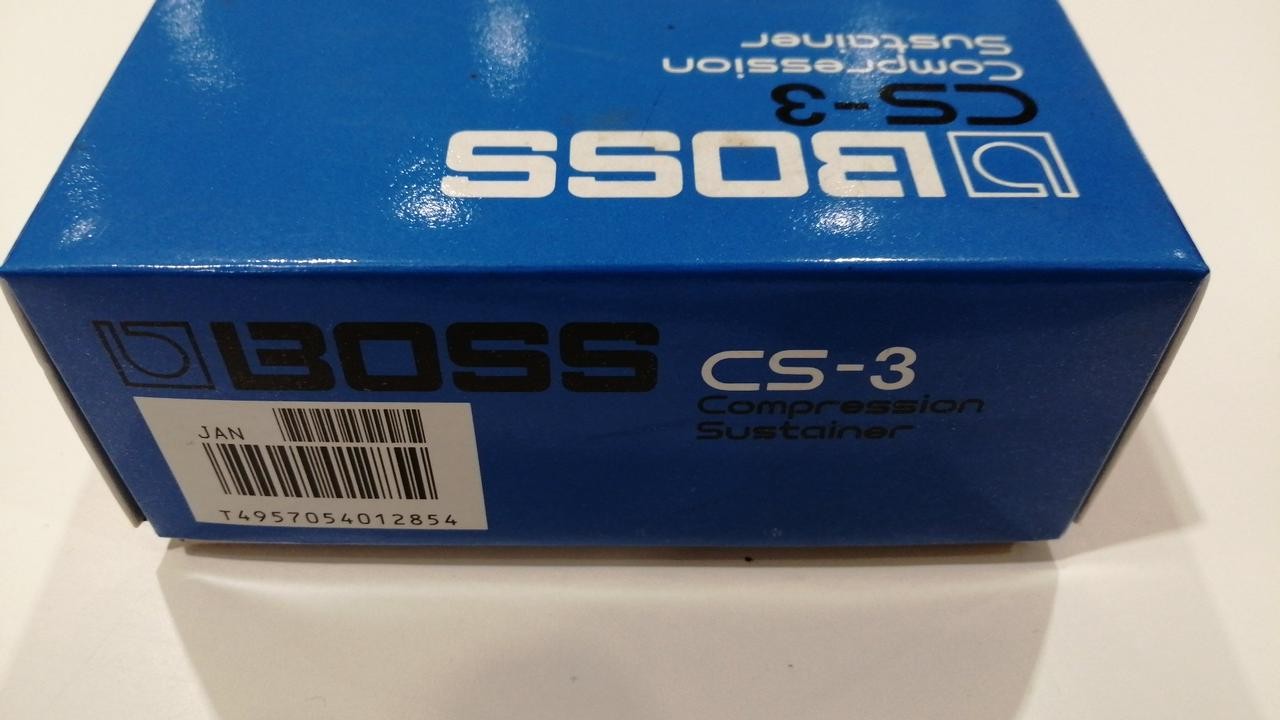 Compression
Sustainer
CS-3
BOSS
BOSS
CS-3
Compression
Sustainer
JAN
T4957054012854